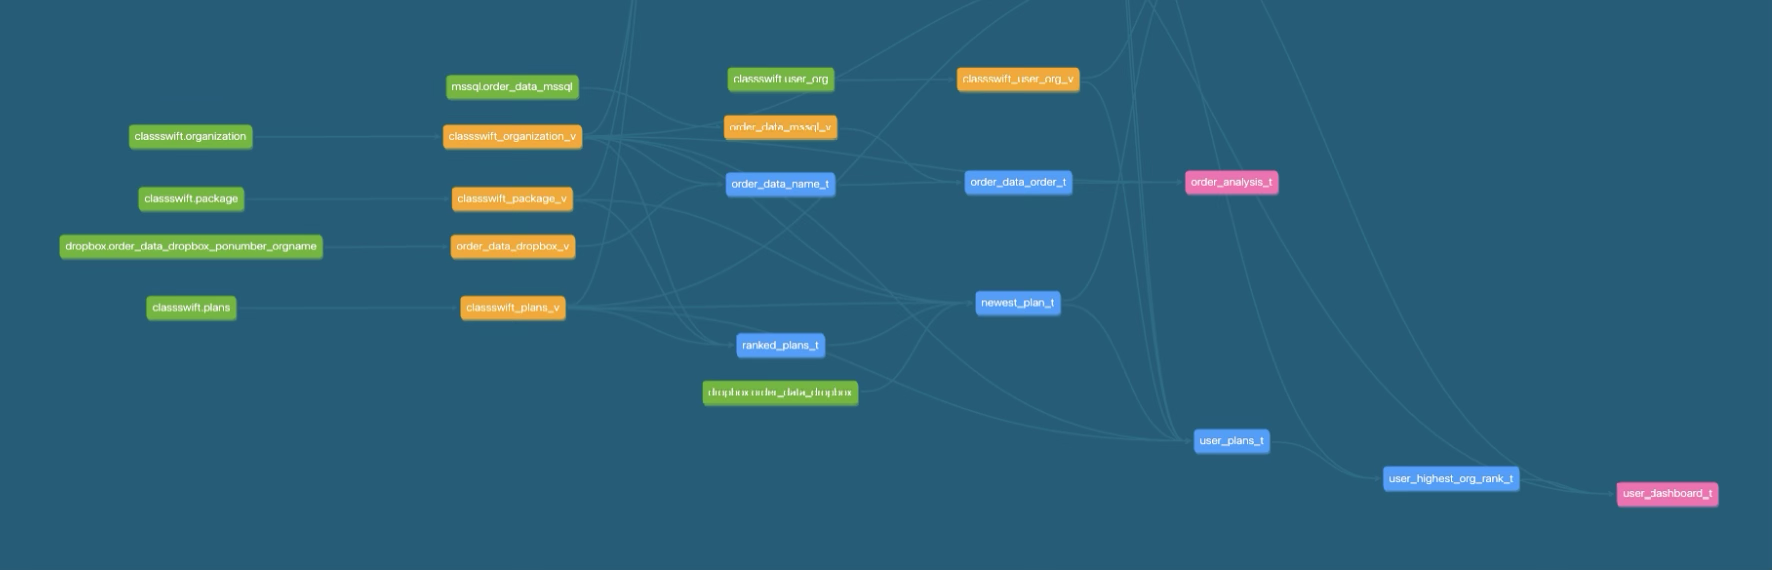 classswift.user_org
classswift_user_org_v
mssql.order_data_mssql
order_data_mssql_v
classswift.organization
classswift_organization_v
order_data_name_t
order_data_order_t
order_analysis_t
classswift.package
classswift_package_v
dropbox.order_data_dropbox_ponumber_orgname
order_data_dropbox_v
classswift.plans
classswift_plans_v
newest_plan_t
ranked_plans_t
dropbox.order_data_dropbox
user_plans_t
user_highest_org_rank_t
user_dashboard_t